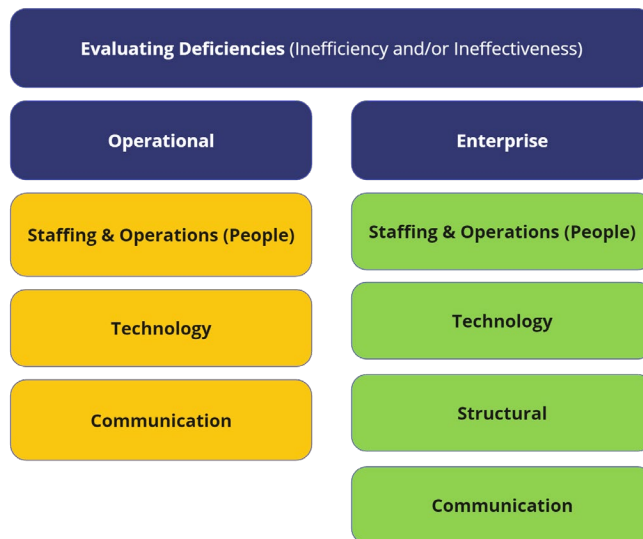 Evaluating Deficiencies (Inefficiency and/or Ineffectiveness)
Operational
Enterprise
Staffing & Operations (People)
Staffing & Operations (People)
Technology
Technology
Communication
Structural
Communication